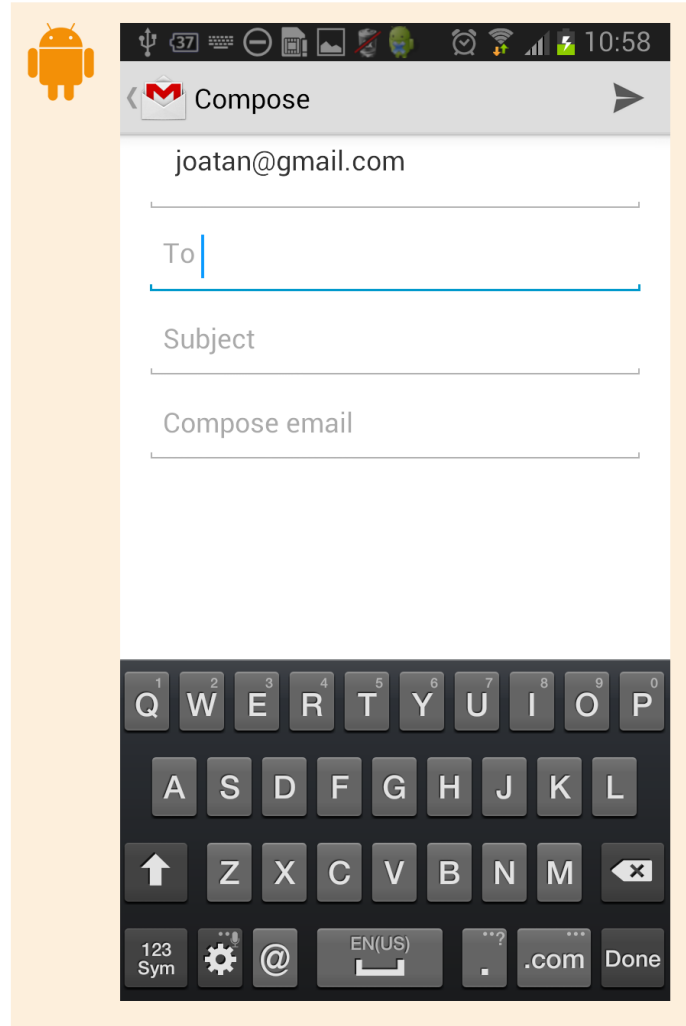 37 10:58
Compose
joatan@gmail.com
To
Subject
Compose email
1 2 3 4 5 6 7 8 9 0
Q W E R T Y U I O P
A S D F G H J K L
Z X C V B N M
123 Sym @ EN(US) ...? . ... .com Done